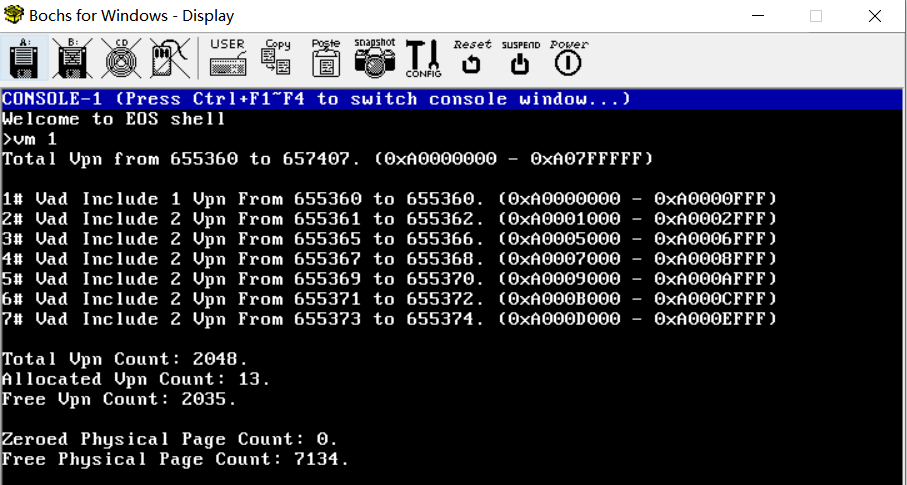 Bochs for Windows - Display
A: B: CD USER Copy Paste snapshot CONFIG Reset SUSPEND Power
CONSOLE-1 (Press Ctrl+F1~F4 to switch console window...)
Welcome to EOS shell
>vm 1
Total Vpn from 655360 to 657407. (0xA0000000 - 0xA07FFFFF)
1# Vad Include 1 Vpn From 655360 to 655360. (0xA0000000 - 0xA0000FFF)
2# Vad Include 2 Vpn From 655361 to 655362. (0xA0001000 - 0xA0002FFF)
3# Vad Include 2 Vpn From 655365 to 655366. (0xA0005000 - 0xA0006FFF)
4# Vad Include 2 Vpn From 655367 to 655368. (0xA0007000 - 0xA0008FFF)
5# Vad Include 2 Vpn From 655369 to 655370. (0xA0009000 - 0xA000AFFF)
6# Vad Include 2 Vpn From 655371 to 655372. (0xA000B000 - 0xA000CFFF)
7# Vad Include 2 Vpn From 655373 to 655374. (0xA000D000 - 0xA000EFFF)
Total Vpn Count: 2048.
Allocated Vpn Count: 13.
Free Vpn Count: 2035.
Zeroed Physical Page Count: 0.
Free Physical Page Count: 7134.